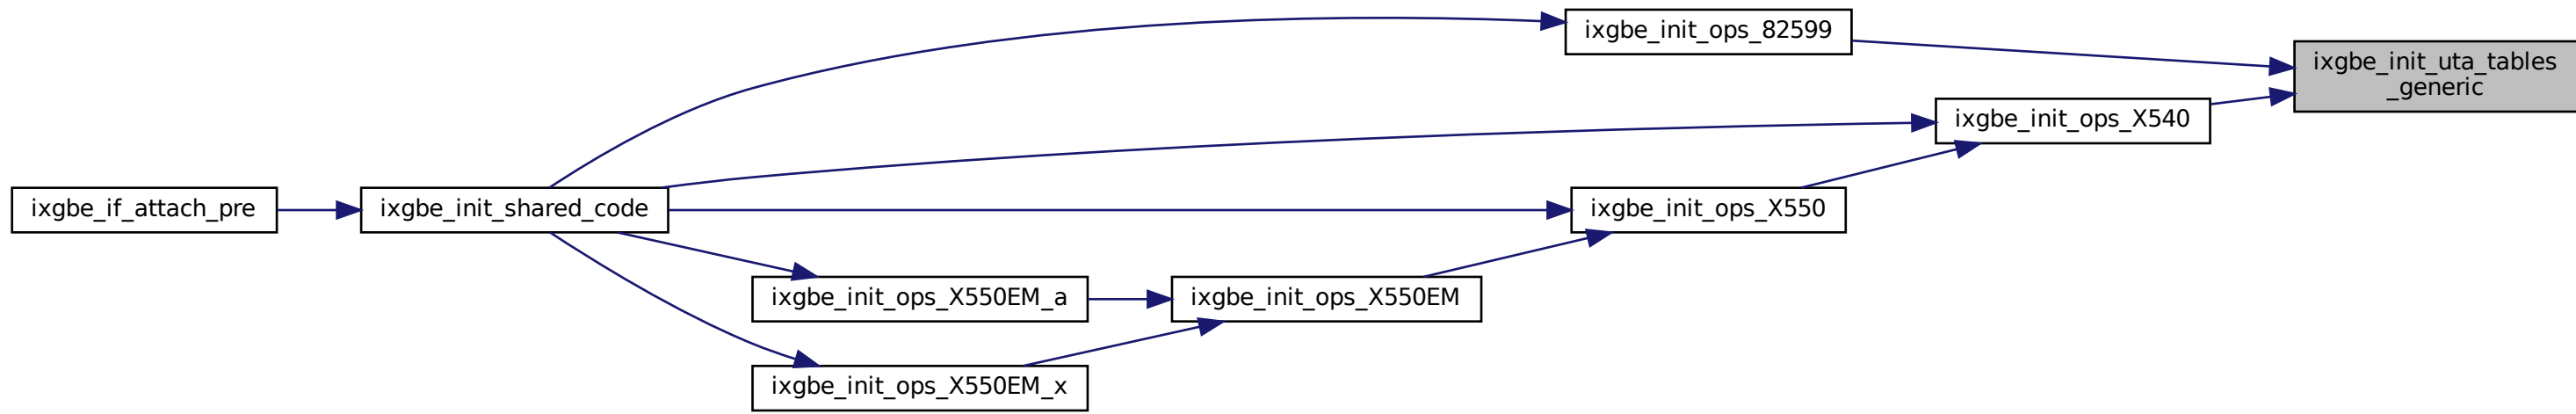 ixgbe_init_ops_82599
ixgbe_init_uta_tables
_generic
ixgbe_init_ops_X540
ixgbe_if_attach_pre
ixgbe_init_shared_code
ixgbe_init_ops_X550
ixgbe_init_ops_X550EM_a
ixgbe_init_ops_X550EM
ixgbe_init_ops_X550EM_x